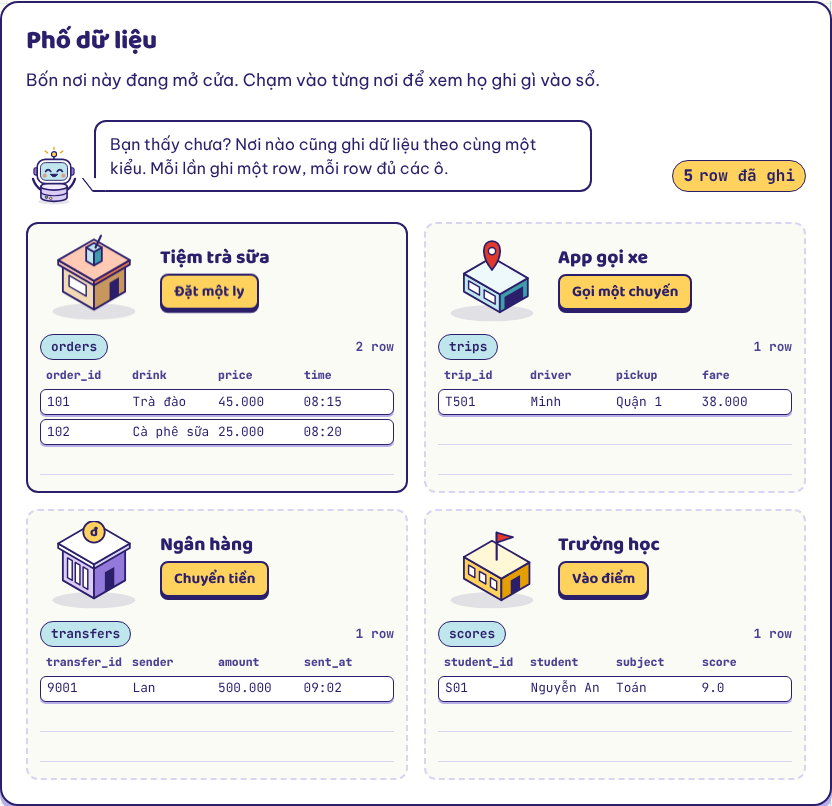 Phố dữ liệu
Bốn nơi này đang mở cửa. Chạm vào từng nơi để xem họ ghi gì vào sổ.
Bạn thấy chưa? Nơi nào cũng ghi dữ liệu theo cùng một
kiểu. Mỗi lần ghi một row, mỗi row đủ các ô.
5 row đã ghi
Tiệm trà sữa
Đặt một ly
orders
2 row
order_id drink price time
101 Trà đào 45.000 08:15
102 Cà phê sữa 25.000 08:20
App gọi xe
Gọi một chuyến
trips
1 row
trip_id driver pickup fare
T501 Minh Quận 1 38.000
đ
Ngân hàng
Chuyển tiền
transfers
1 row
transfer_id sender amount sent_at
9001 Lan 500.000 09:02
Trường học
Vào điểm
scores
1 row
student_id student subject score
S01 Nguyễn An Toán 9.0